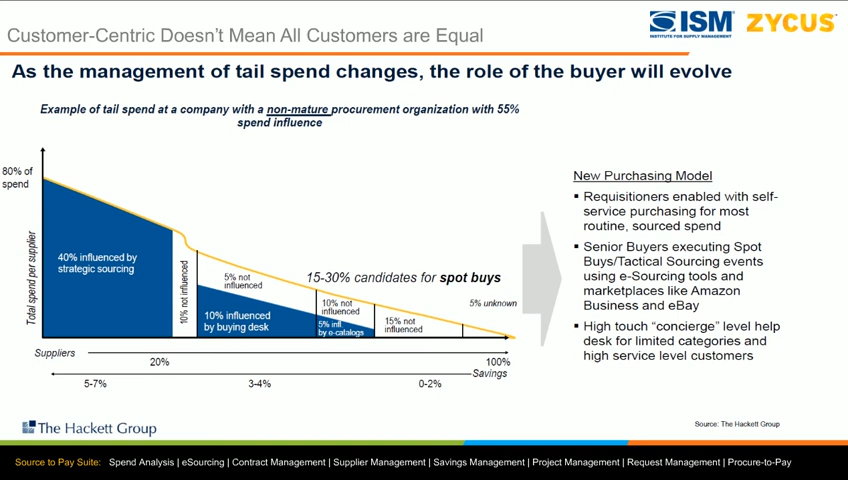 Customer-Centric Doesn't Mean All Customers are Equal
ISM
INSTITUTE FOR SUPPLY MANAGEMENT
ZYCUS
As the management of tail spend changes, the role of the buyer will evolve
Example of tail spend at a company with a non-mature procurement organization with 55%
spend influence
80% of
spend
Total spend per supplier
40% influenced by
strategic sourcing
10% not influenced
5% not
influenced
10% influenced
by buying desk
15-30% candidates for spot buys
10% not
influenced
5% infl.
by e-catalogs
15% not
influenced
5% unknown
Suppliers
20%
100%
Savings
5-7%
3-4%
0-2%
New Purchasing Model
▪ Requisitioners enabled with self-
service purchasing for most
routine, sourced spend
▪ Senior Buyers executing Spot
Buys/Tactical Sourcing events
using e-Sourcing tools and
marketplaces like Amazon
Business and eBay
▪ High touch “concierge” level help
desk for limited categories and
high service level customers
The Hackett Group
Source: The Hackett Group
Source to Pay Suite: Spend Analysis | eSourcing | Contract Management | Supplier Management | Savings Management | Project Management | Request Management | Procure-to-Pay